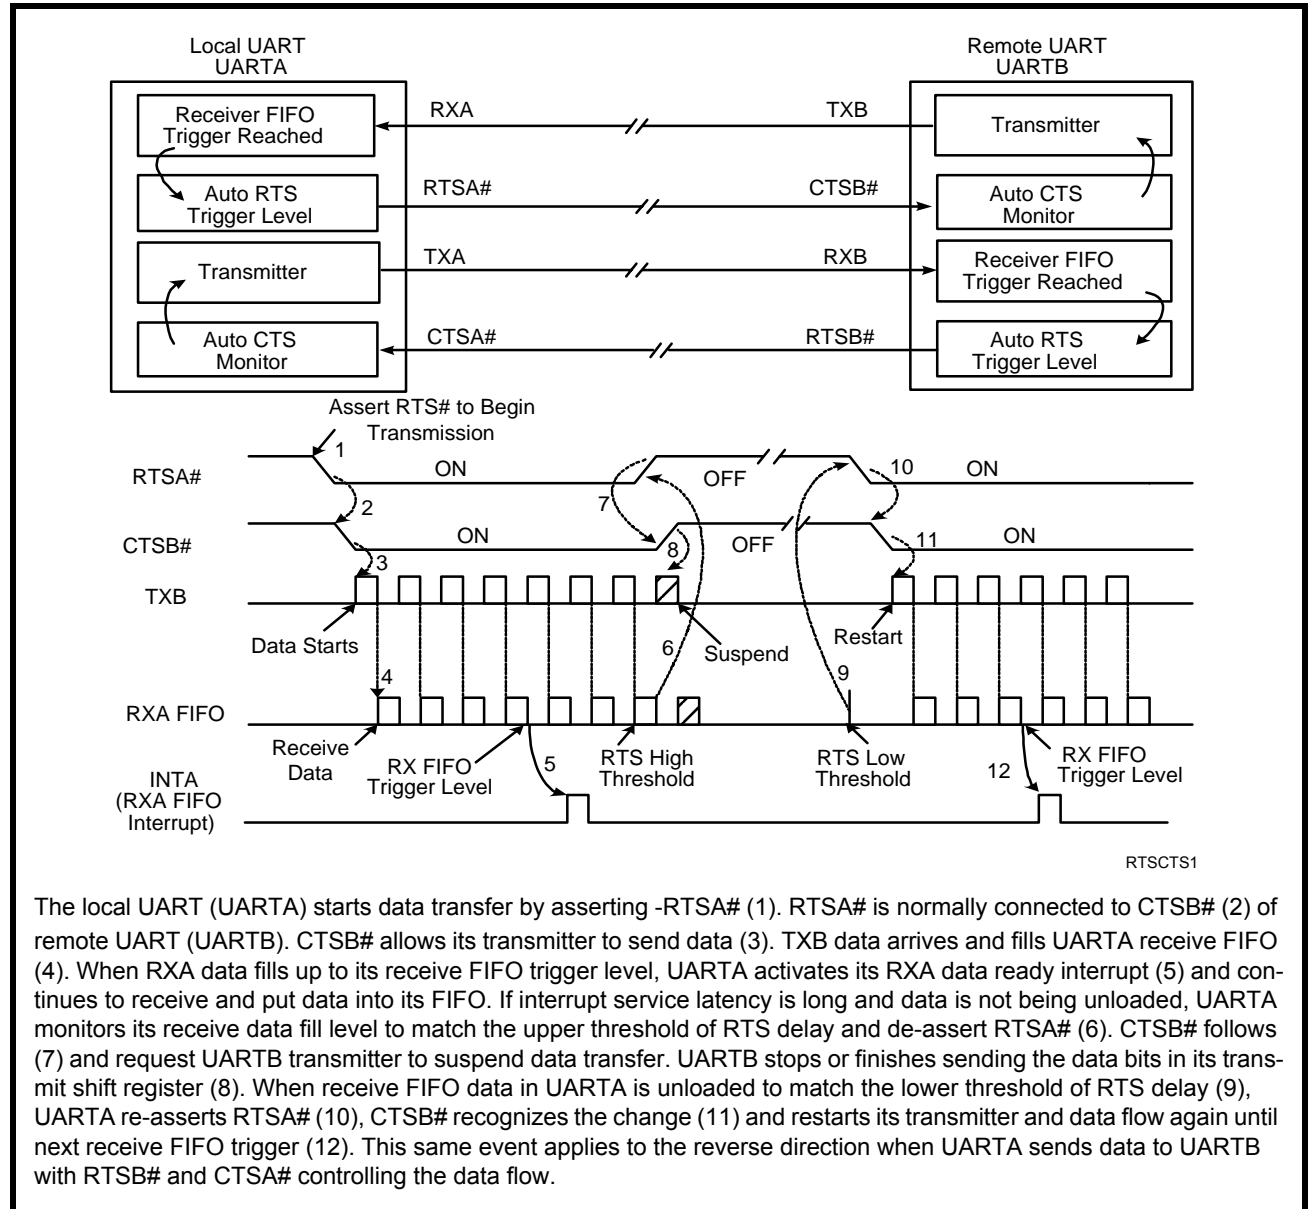 Local UART
UARTA
Remote UART
UARTB
Receiver FIFO
Trigger Reached
RXA
TXB
Transmitter
Auto RTS
Trigger Level
RTSA#
CTSB#
Auto CTS
Monitor
Transmitter
TXA
RXB
Receiver FIFO
Trigger Reached
Auto CTS
Monitor
CTSA#
RTSB#
Auto RTS
Trigger Level
Assert RTS# to Begin
Transmission
RTSA#
1
ON
OFF
10
ON
2
7
CTSB#
ON
8
OFF
11
ON
3
TXB
Data Starts
6
Suspend
Restart
4
9
RXA FIFO
Receive
Data
RX FIFO
Trigger Level
5
RTS High
Threshold
RTS Low
Threshold
12
RX FIFO
Trigger Level
INTA
(RXA FIFO
Interrupt)
RTSCTS1
The local UART (UARTA) starts data transfer by asserting -RTSA# (1). RTSA# is normally connected to CTSB# (2) of
remote UART (UARTB). CTSB# allows its transmitter to send data (3). TXB data arrives and fills UARTA receive FIFO
(4). When RXA data fills up to its receive FIFO trigger level, UARTA activates its RXA data ready interrupt (5) and con-
tinues to receive and put data into its FIFO. If interrupt service latency is long and data is not being unloaded, UARTA
monitors its receive data fill level to match the upper threshold of RTS delay and de-assert RTSA# (6). CTSB# follows
(7) and request UARTB transmitter to suspend data transfer. UARTB stops or finishes sending the data bits in its trans-
mit shift register (8). When receive FIFO data in UARTA is unloaded to match the lower threshold of RTS delay (9),
UARTA re-asserts RTSA# (10), CTSB# recognizes the change (11) and restarts its transmitter and data flow again until
next receive FIFO trigger (12). This same event applies to the reverse direction when UARTA sends data to UARTB
with RTSB# and CTSA# controlling the data flow.